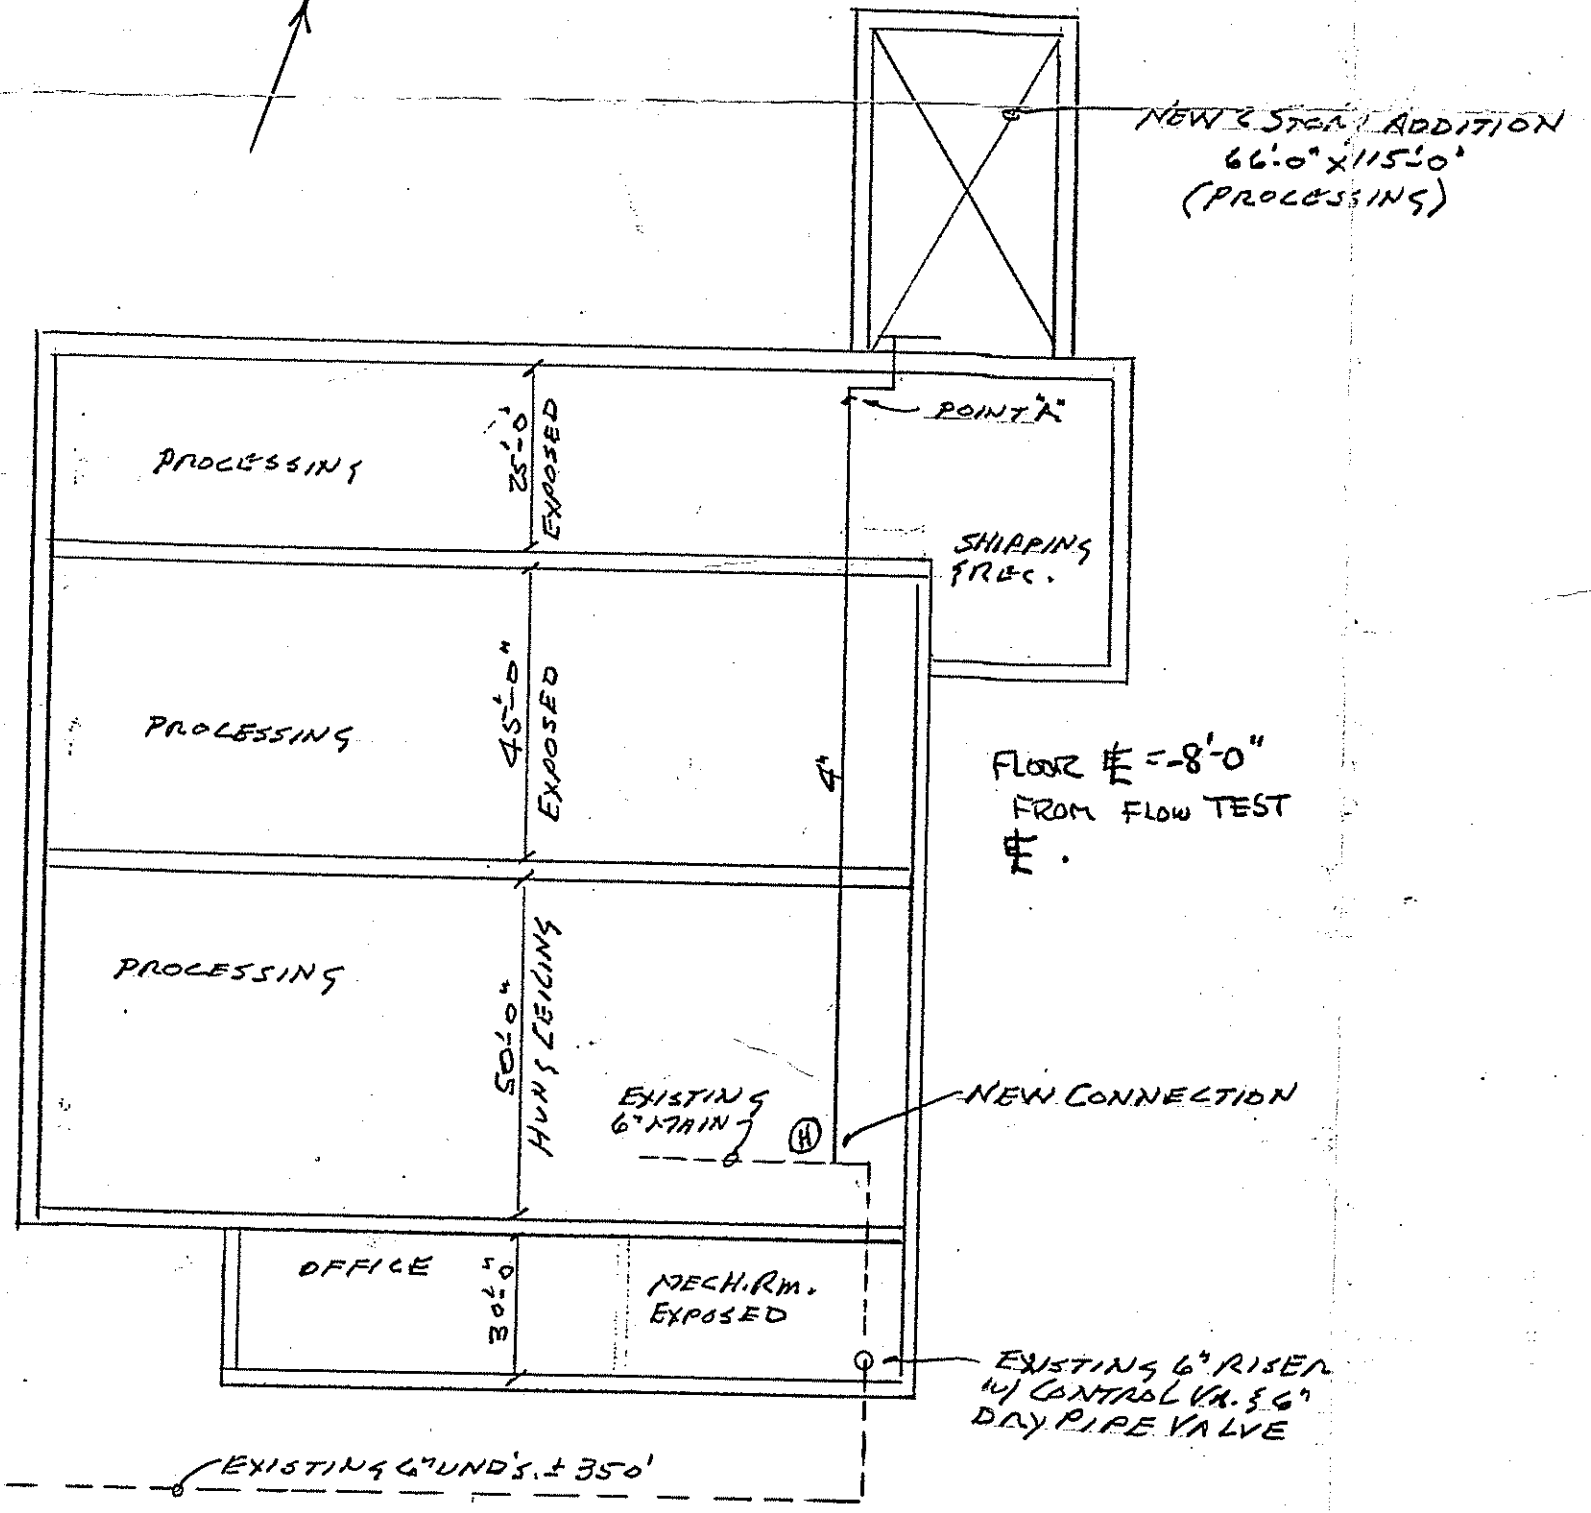 NEW 2 STORY ADDITION
66'-0" x 115'-0"
(PROCESSING)
POINT "A"
25'-0"
EXPOSED
PROCESSING
SHIPPING
& REC.
45'-0"
EXPOSED
PROCESSING
4"
FLOOR EL = -8'-0"
FROM FLOW TEST
EL.
PROCESSING
50'-0"
HUNG CEILING
EXISTING
6" MAIN
H
NEW CONNECTION
OFFICE
30'-0"
MECH. RM.
EXPOSED
EXISTING 6" RISER
W/ CONTROL VA. & 6"
DRY PIPE VALVE
EXISTING 6" UND'G. ± 350'